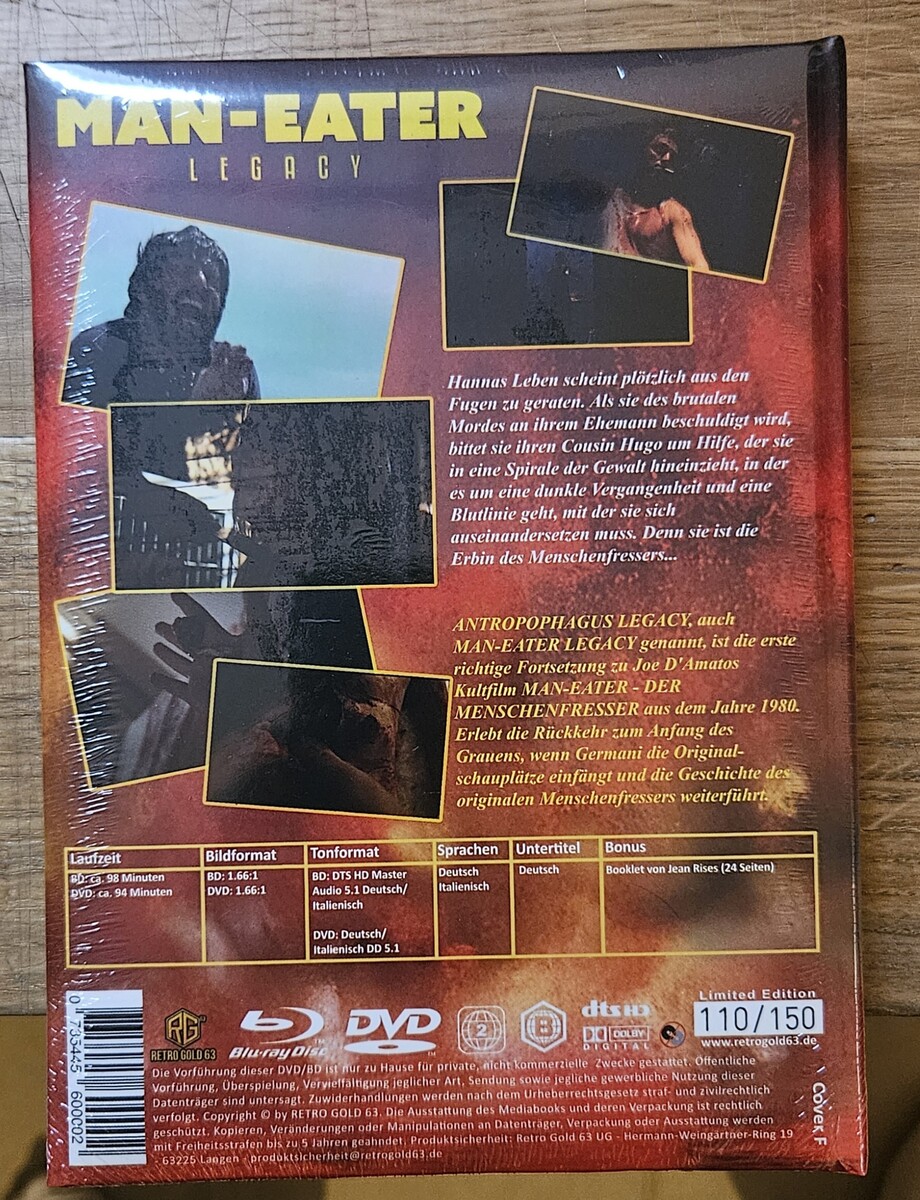 MAN-EATER
LEGACY
Hannas Leben scheint plötzlich aus den
Fugen zu geraten. Als sie des brutalen
Mordes an ihrem Ehemann beschuldigt wird,
bittet sie ihren Cousin Hugo um Hilfe, der sie
in eine Spirale der Gewalt hineinzieht, in der
es um eine dunkle Vergangenheit und eine
Blutlinie geht, mit der sie sich
auseinandersetzen muss. Denn sie ist die
Erbin des Menschenfressers...
ANTROPOPHAGUS LEGACY, auch
MAN-EATER LEGACY genannt, ist die erste
richtige Fortsetzung zu Joe D'Amatos
Kultfilm MAN-EATER - DER
MENSCHENFRESSER aus dem Jahre 1980.
Erlebt die Rückkehr zum Anfang des
Grauens, wenn Germani die Original-
schauplätze einfängt und die Geschichte des
originalen Menschenfressers weiterführt.
Laufzeit
BD: ca. 98 Minuten
DVD: ca. 94 Minuten
Bildformat
BD: 1.66:1
DVD: 1.66:1
Tonformat
BD: DTS HD Master
Audio 5.1 Deutsch/
Italienisch
DVD: Deutsch/
Italienisch DD 5.1
Sprachen
Deutsch
Italienisch
Untertitel
Deutsch
Bonus
Booklet von Jean Rises (24 Seiten)
0 735445 600002
RG
RETRO GOLD 63
Blu-ray Disc
DVD
2
B
dts HD
DOLBY
DIGITAL
Limited Edition
110/150
www.retrogold63.de
Die Vorführung dieser DVD/BD ist nur zu Hause für private, nicht kommerzielle Zwecke gestattet. Öffentliche
Vorführung, Überspielung, Vervielfältigung jeglicher Art, Sendung sowie jegliche gewerbliche Nutzung dieser
Datenträger sind untersagt. Zuwiderhandlungen werden nach dem Urheberrechtsgesetz straf- und zivilrechtlich
verfolgt. Copyright © by RETRO GOLD 63. Die Ausstattung des Mediabooks und deren Verpackung ist rechtlich
geschützt. Kopieren, Veränderungen oder Manipulationen an Datenträger, Verpackung oder Ausstattung werden
mit Freiheitsstrafen bis zu 5 Jahren geahndet. Produktsicherheit: Retro Gold 63 UG - Hermann-Weingärtner-Ring 19
- 63225 Langen - produktsicherheit@retrogold63.de
Cover F